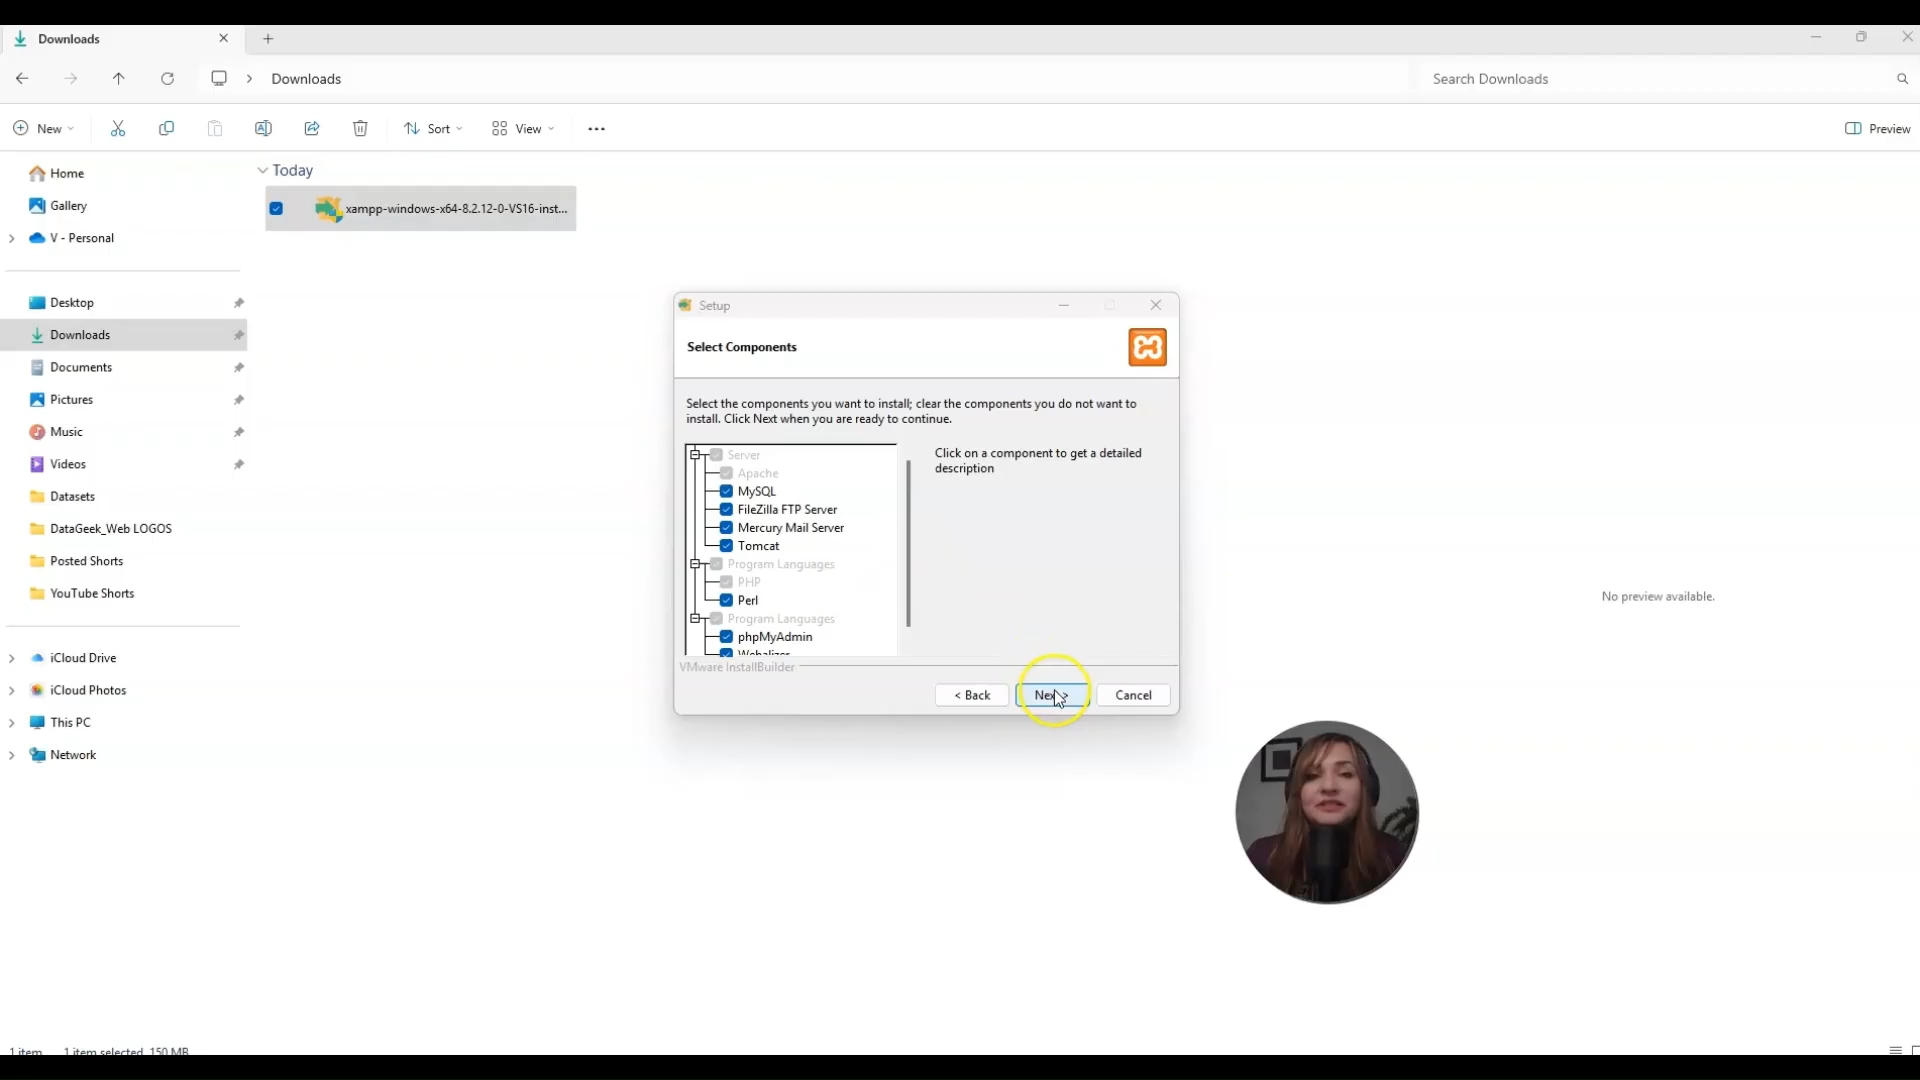 Downloads
Downloads
Search Downloads
New
Sort
View
Preview
Home
Gallery
V - Personal
Desktop
Downloads
Documents
Pictures
Music
Videos
Datasets
DataGeek_Web LOGOS
Posted Shorts
YouTube Shorts
iCloud Drive
iCloud Photos
This PC
Network
Today
xampp-windows-x64-8.2.12-0-VS16-inst...
Setup
Select Components
Select the components you want to install; clear the components you do not want to
install. Click Next when you are ready to continue.
Server
Apache
MySQL
FileZilla FTP Server
Mercury Mail Server
Tomcat
Program Languages
PHP
Perl
Program Languages
phpMyAdmin
Webalizer
Click on a component to get a detailed
description
VMware InstallBuilder
< Back
Next >
Cancel
No preview available.
1 item
1 item selected 150 MB